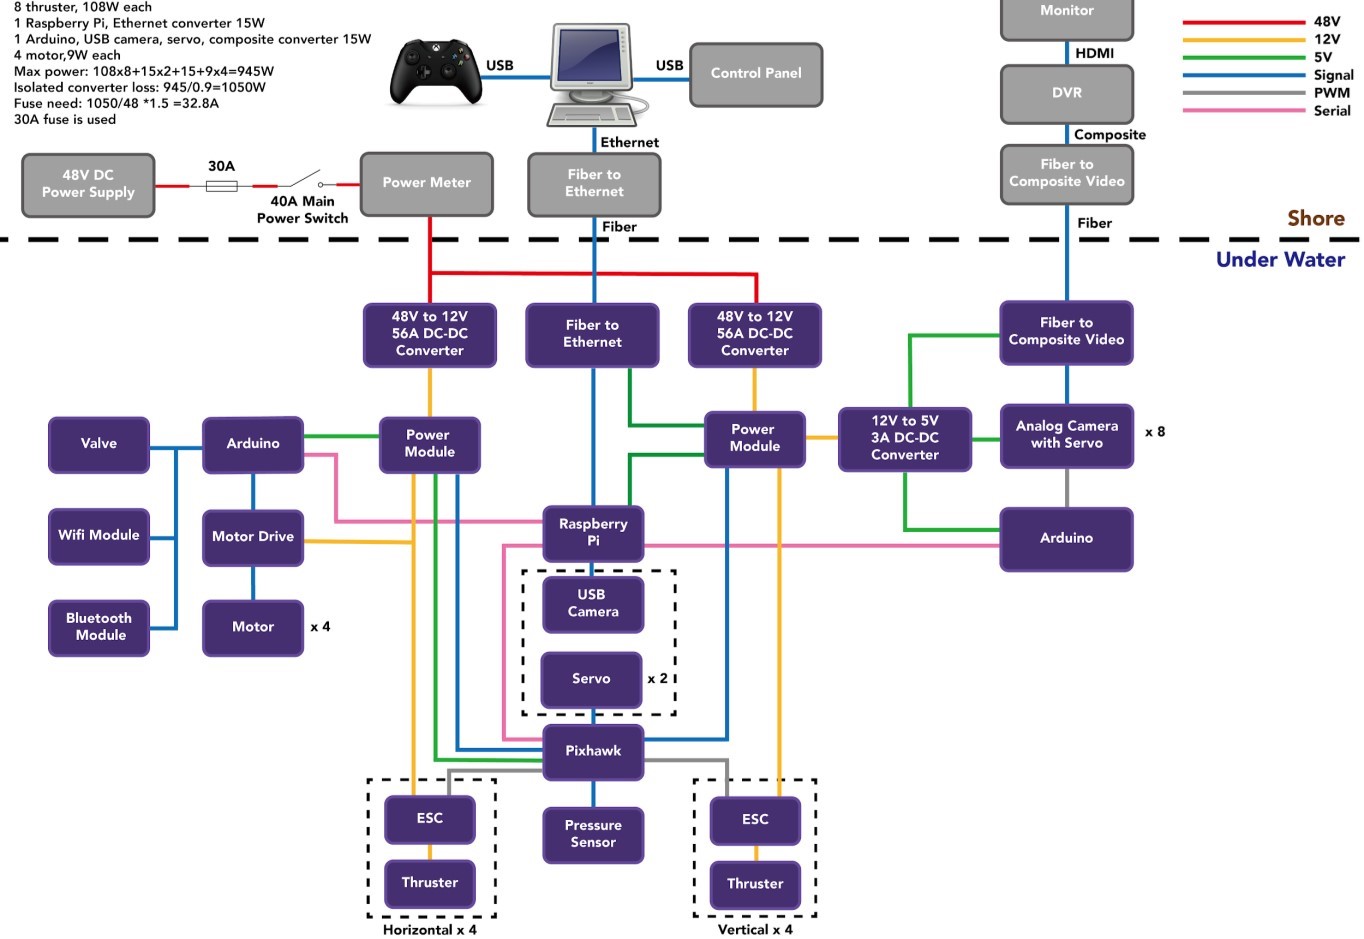 8 thruster, 108W each
1 Raspberry Pi, Ethernet converter 15W
1 Arduino, USB camera, servo, composite converter 15W
4 motor,9W each
Max power: 108x8+15x2+15+9x4=945W
Isolated converter loss: 945/0.9=1050W
Fuse need: 1050/48 *1.5 =32.8A
30A fuse is used
USB
USB
Control Panel
Monitor
HDMI
DVR
Composite
Fiber to
Composite Video
Fiber
48V
12V
5V
Signal
PWM
Serial
Ethernet
48V DC
Power Supply
30A
40A Main
Power Switch
Power Meter
Fiber to
Ethernet
Fiber
Shore
Under Water
48V to 12V
56A DC-DC
Converter
Fiber to
Ethernet
48V to 12V
56A DC-DC
Converter
Fiber to
Composite Video
Valve
Arduino
Power
Module
Power
Module
12V to 5V
3A DC-DC
Converter
Analog Camera
with Servo
x 8
Wifi Module
Motor Drive
Raspberry
Pi
Arduino
Bluetooth
Module
Motor
x 4
USB
Camera
Servo
x 2
Pixhawk
ESC
Thruster
Horizontal x 4
Pressure
Sensor
ESC
Thruster
Vertical x 4